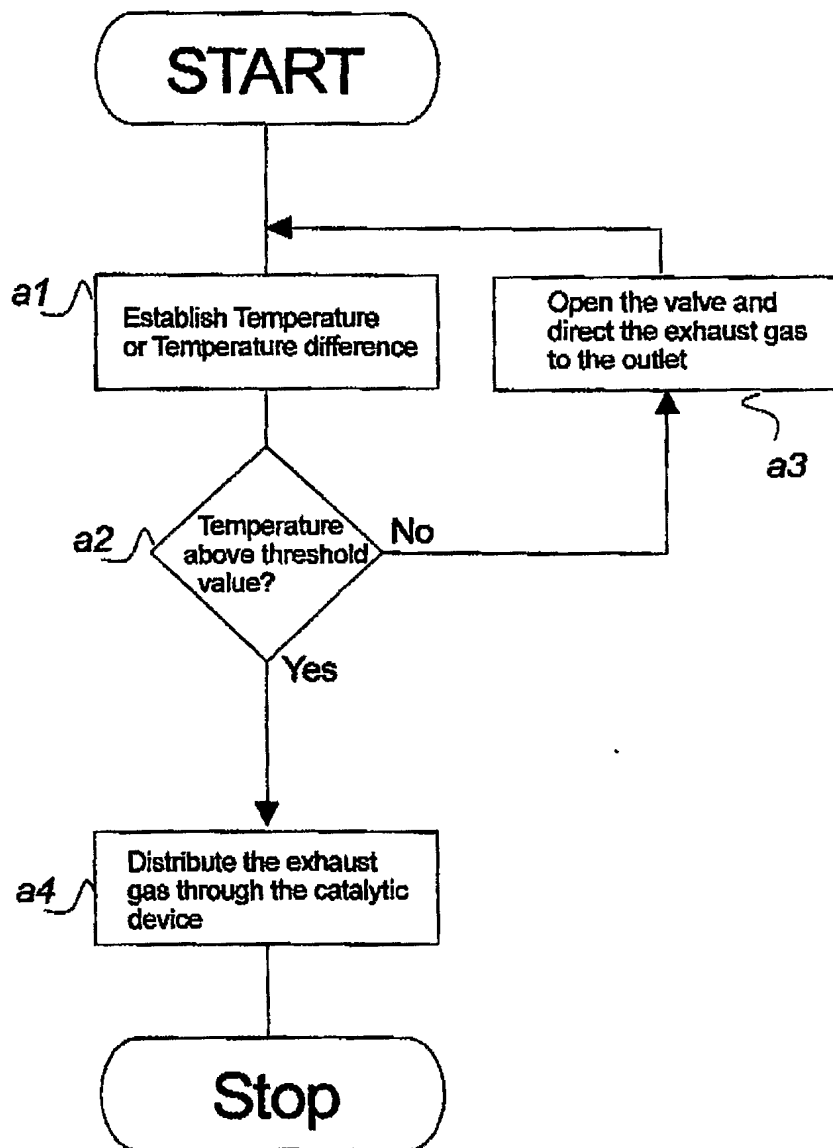 START
a1
Establish Temperature
or Temperature difference
Open the valve and
direct the exhaust gas
to the outlet
a3
a2
Temperature
above threshold
value?
No
Yes
a4
Distribute the exhaust
gas through the catalytic
device
Stop